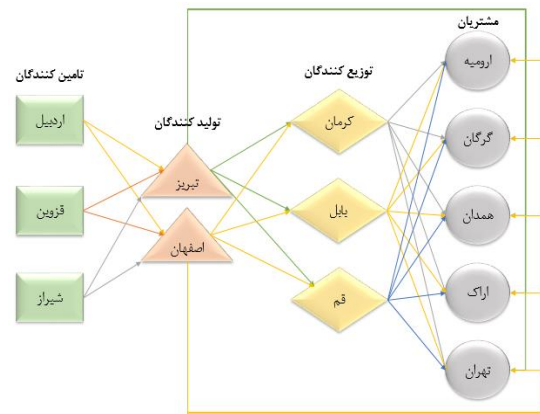 مشتریان
توزیع کنندگان
تامین کنندگان
تولید کنندگان
ارومیه
گرگان
همدان
اراک
تهران
کرمان
بابل
قم
تبریز
اصفهان
اردبیل
قزوین
شیراز